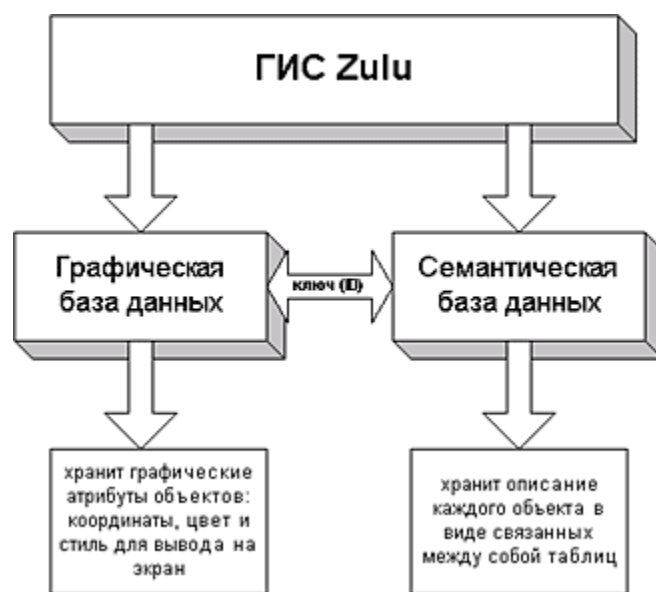 ГИС Zulu
Графическая
база данных
ключ (ID)
Семантическая
база данных
хранит графические
атрибуты объектов:
координаты, цвет и
стиль для вывода на
экран
хранит описание
каждого объекта в
виде связанных
между собой таблиц